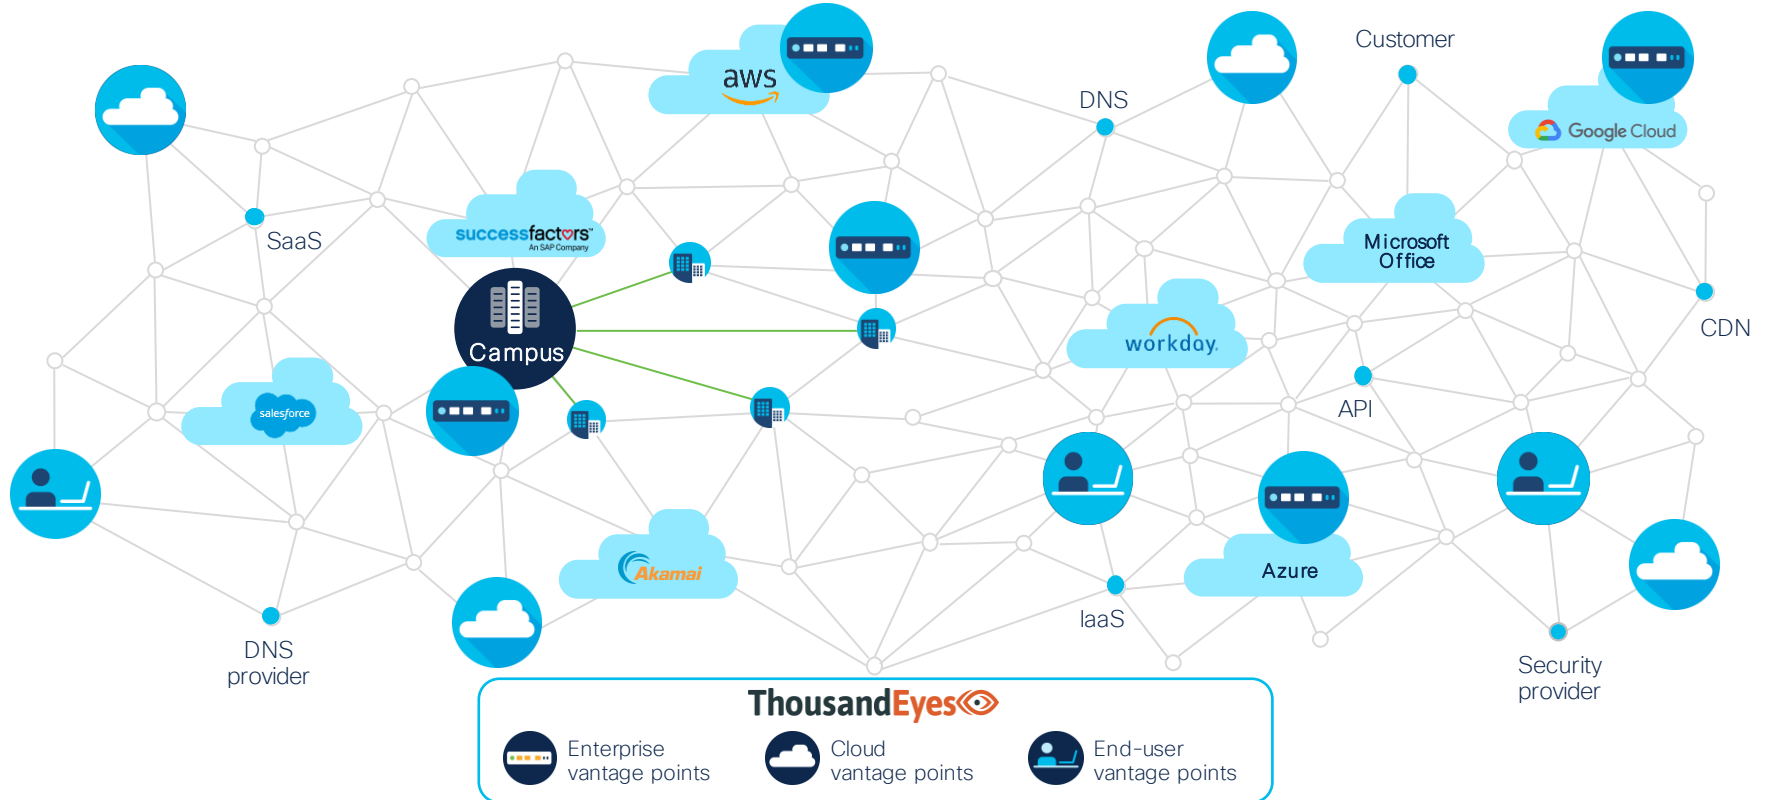 Customer
aws
DNS
Google Cloud
SaaS
successfactors™
An SAP Company
Microsoft
Office
CDN
workday.
Campus
salesforce
API
Akamai
Azure
IaaS
DNS
provider
Security
provider
ThousandEyes
Enterprise
vantage points
Cloud
vantage points
End-user
vantage points